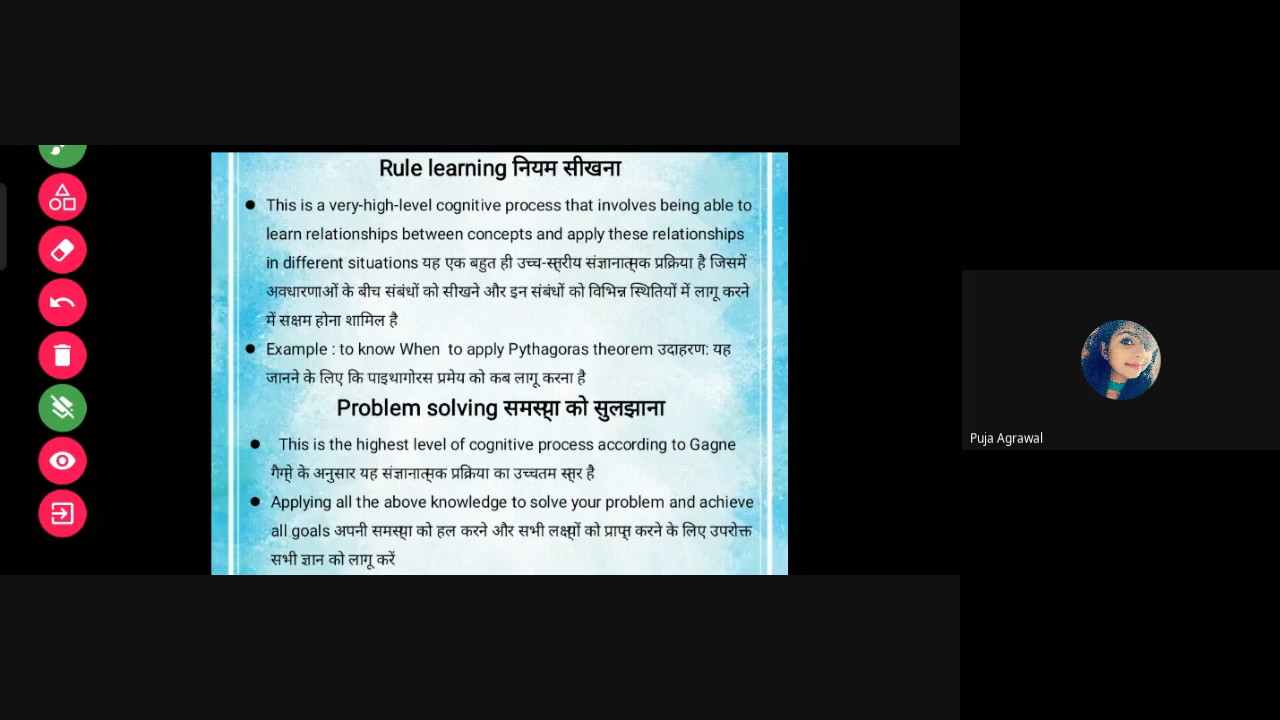 Rule learning नियम सीखना
This is a very-high-level cognitive process that involves being able to
learn relationships between concepts and apply these relationships
in different situations यह एक बहुत ही उच्च-स्तरीय संज्ञानात्मक प्रक्रिया है जिसमें
अवधारणाओं के बीच संबंधों को सीखने और इन संबंधों को विभिन्न स्थितियों में लागू करने
में सक्षम होना शामिल है
Example : to know When to apply Pythagoras theorem उदाहरण: यह
जानने के लिए कि पाइथागोरस प्रमेय को कब लागू करना है
Problem solving समस्या को सुलझाना
This is the highest level of cognitive process according to Gagne
गैग्ने के अनुसार यह संज्ञानात्मक प्रक्रिया का उच्चतम स्तर है
Applying all the above knowledge to solve your problem and achieve
all goals अपनी समस्या को हल करने और सभी लक्ष्यों को प्राप्त करने के लिए उपरोक्त
सभी ज्ञान को लागू करें
Puja Agrawal